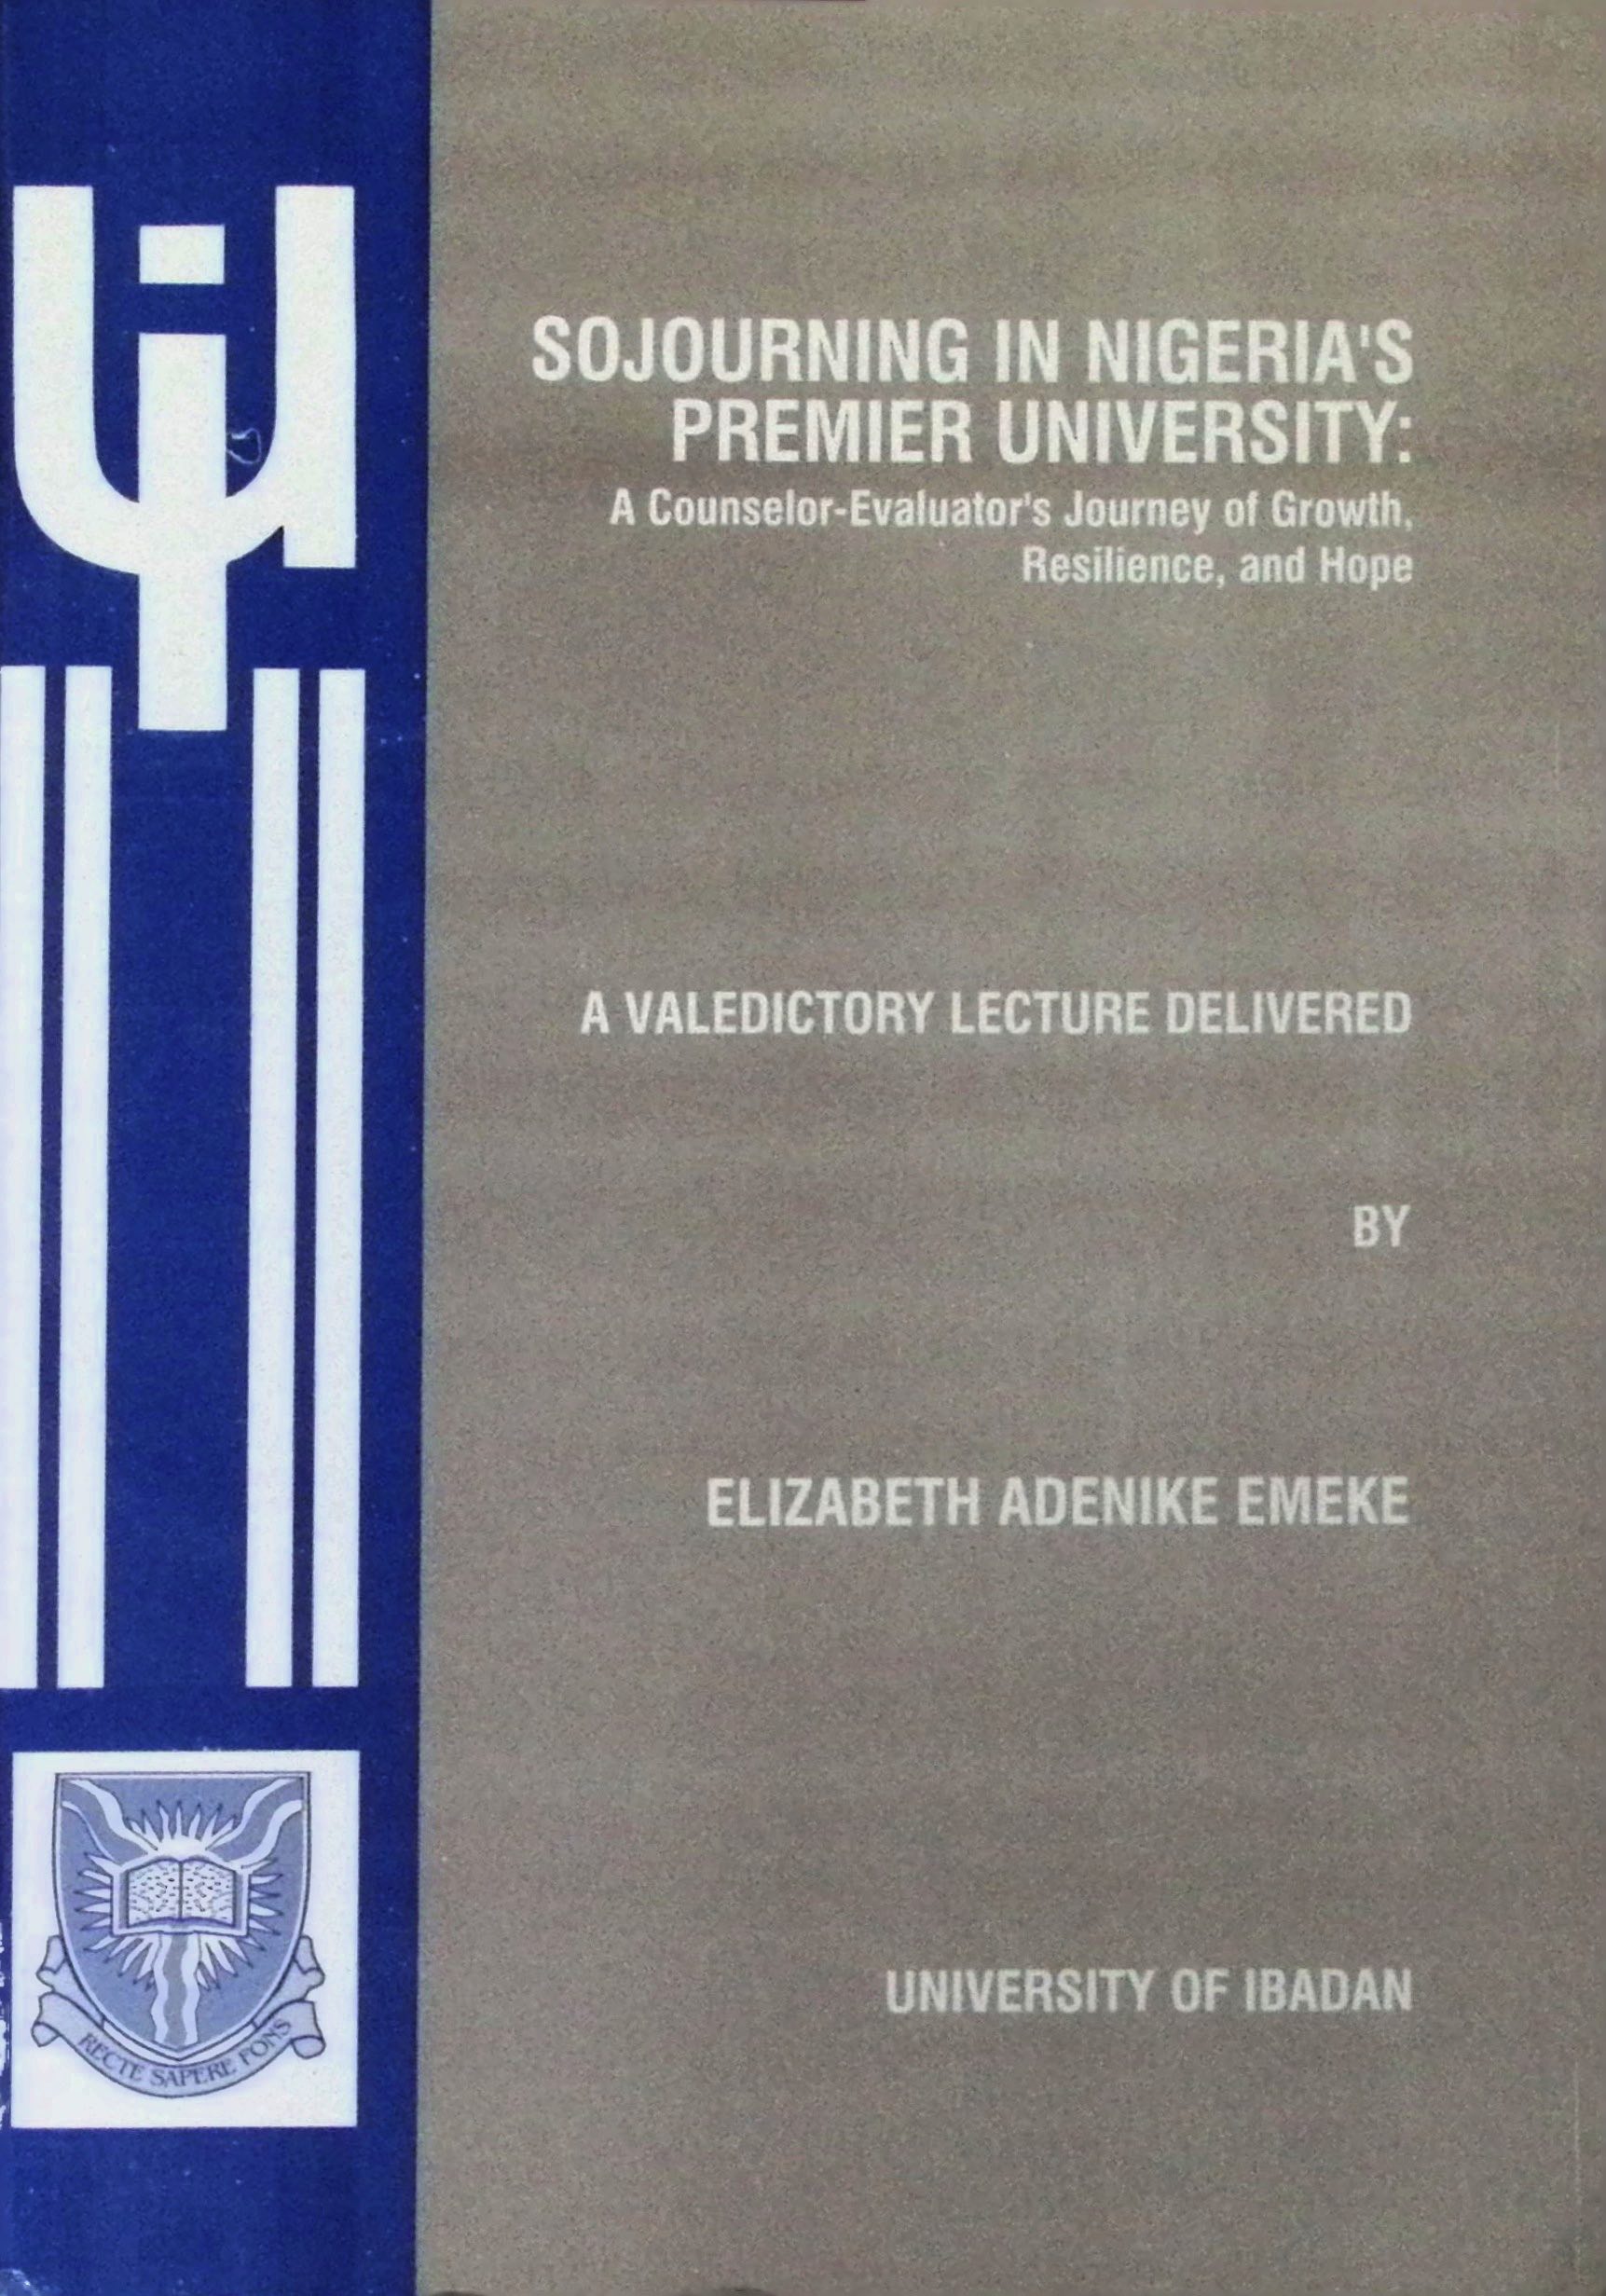 ui
SOJOURNING IN NIGERIA'S
PREMIER UNIVERSITY:
A Counselor-Evaluator's Journey of Growth,
Resilience, and Hope
A VALEDICTORY LECTURE DELIVERED
BY
ELIZABETH ADENIKE EMEKE
UNIVERSITY OF IBADAN
RECTE SAPERE FONS